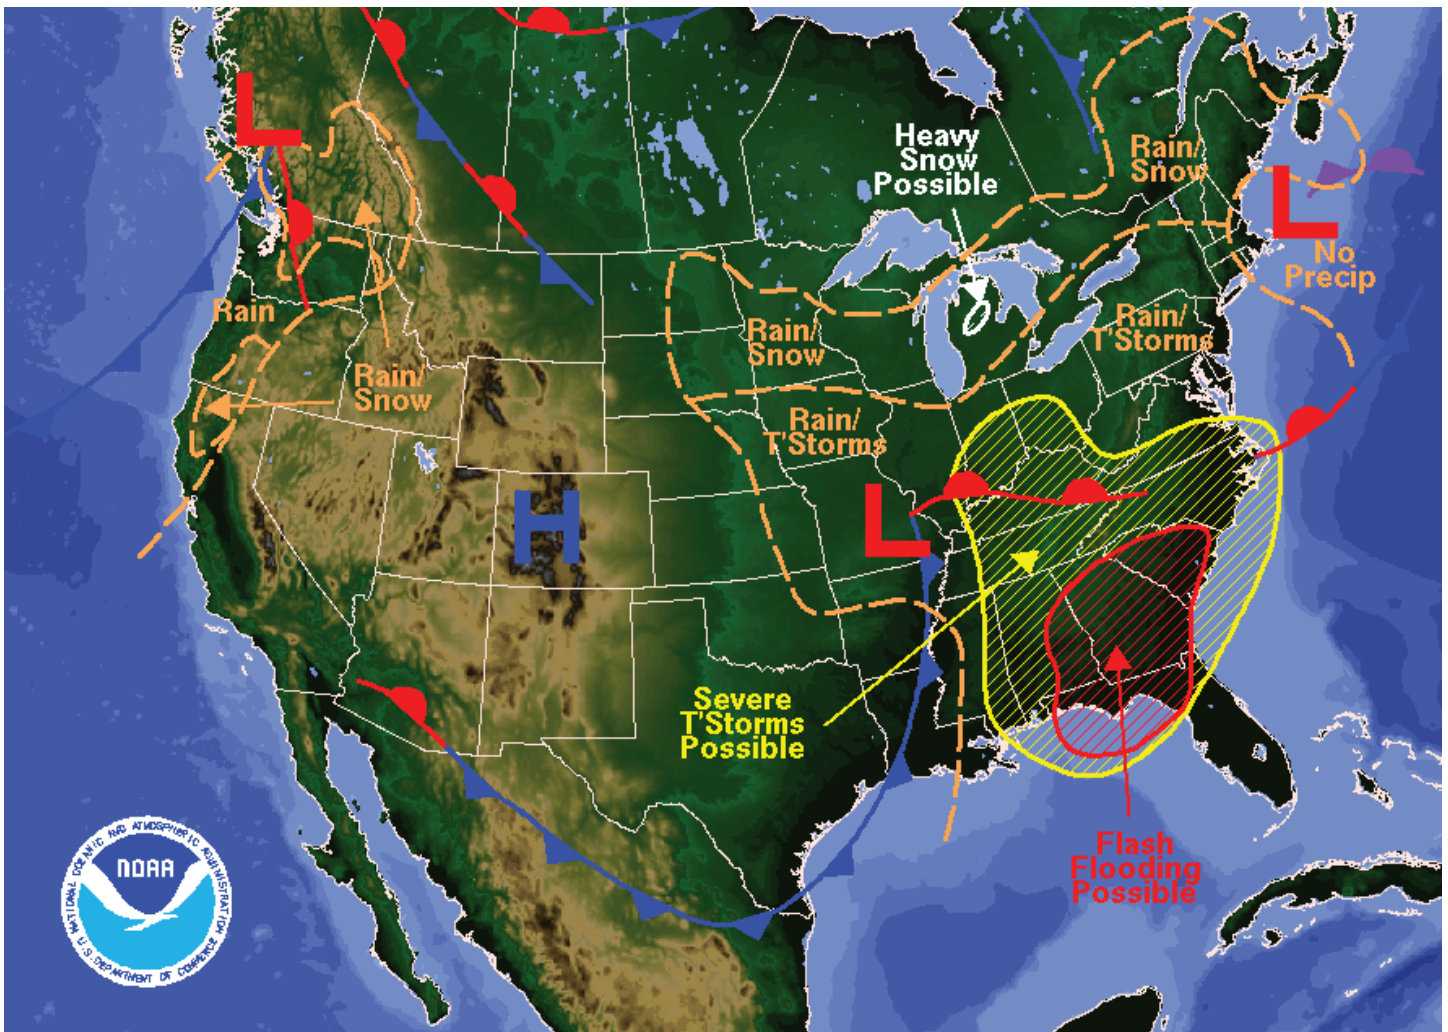 L
Heavy
Snow
Possible
Rain/
Snow
L
No
Precip
Rain
Rain/
T'Storms
Rain/
Snow
Rain/
Snow
Rain/
T'Storms
L
H
Severe
T'Storms
Possible
Flash
Flooding
Possible
NATIONAL OCEANIC AND ATMOSPHERIC ADMINISTRATION
NOAA
U.S. DEPARTMENT OF COMMERCE